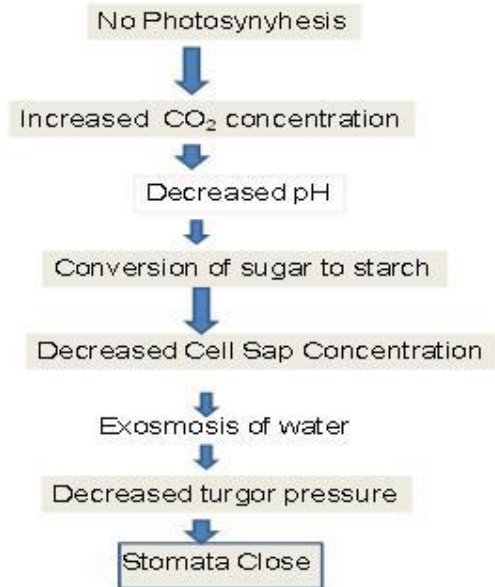 No Photosynyhesis
Increased CO₂ concentration
Decreased pH
Conversion of sugar to starch
Decreased Cell Sap Concentration
Exosmosis of water
Decreased turgor pressure
Stomata Close